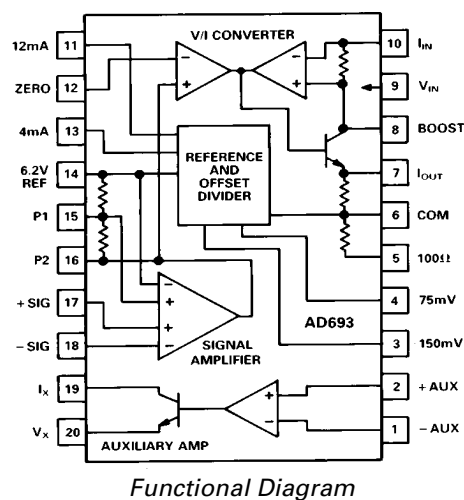 V/I CONVERTER
12mA 11
ZERO 12
4mA 13
6.2V REF 14
P1 15
P2 16
+SIG 17
−SIG 18
IX 19
VX 20
10 IIN
9 VIN
8 BOOST
7 IOUT
6 COM
5 100Ω
4 75mV
3 150mV
2 +AUX
1 −AUX
− + − +
REFERENCE
AND
OFFSET
DIVIDER
− − + +
SIGNAL
AMPLIFIER
AD693
+ −
AUXILIARY AMP
Functional Diagram